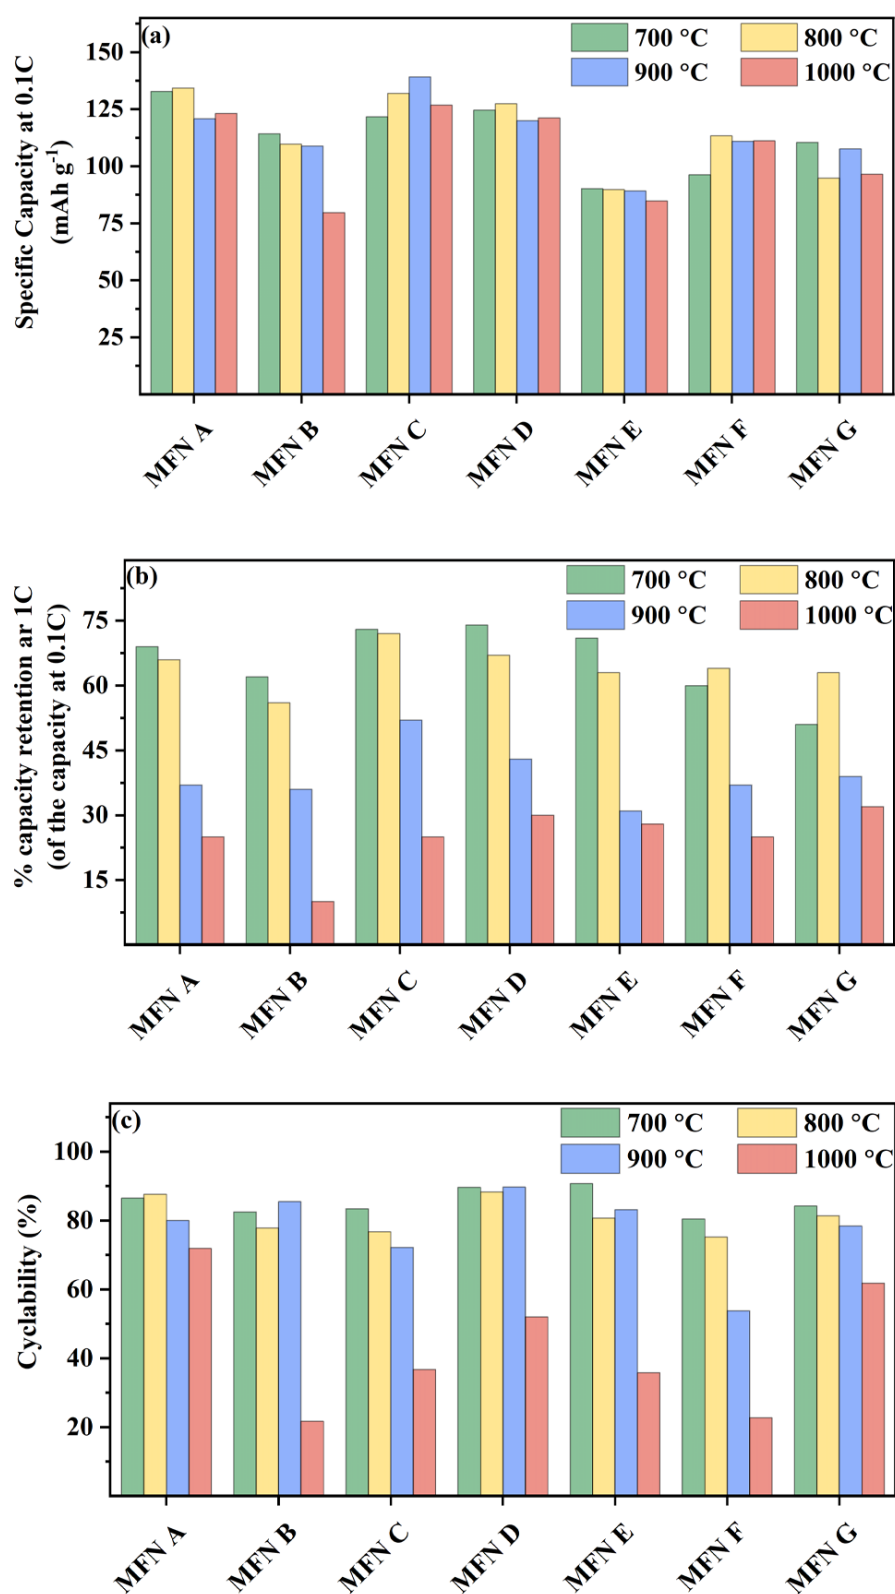 (a)
700 °C
800 °C
900 °C
1000 °C
Specific Capacity at 0.1C
(mAh g⁻¹)
150
125
100
75
50
25
MFN A
MFN B
MFN C
MFN D
MFN E
MFN F
MFN G
(b)
700 °C
800 °C
900 °C
1000 °C
% capacity retention ar 1C
(of the capacity at 0.1C)
75
60
45
30
15
MFN A
MFN B
MFN C
MFN D
MFN E
MFN F
MFN G
(c)
700 °C
800 °C
900 °C
1000 °C
Cyclability (%)
100
80
60
40
20
MFN A
MFN B
MFN C
MFN D
MFN E
MFN F
MFN G